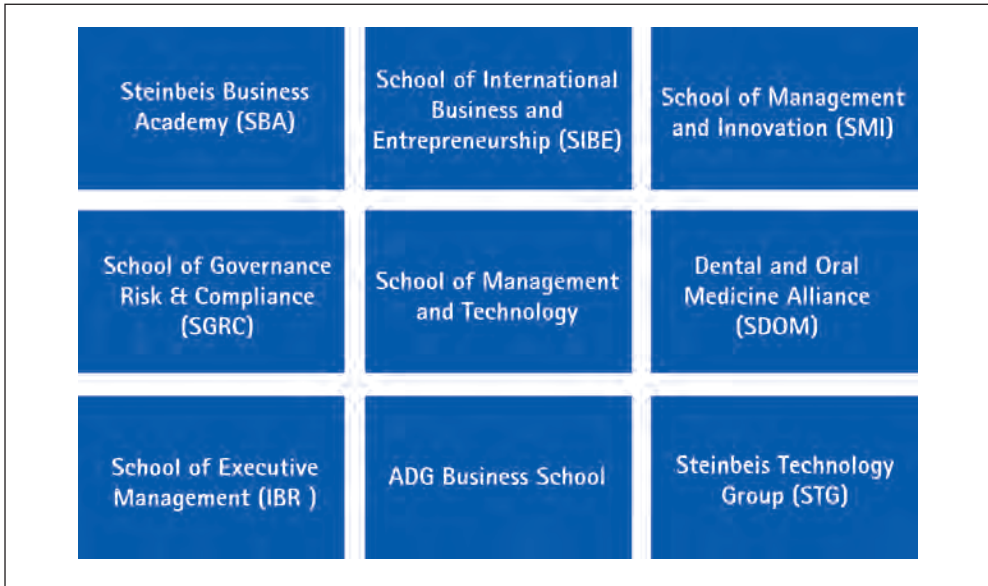 Steinbeis Business
Academy (SBA)
School of International
Business and
Entrepreneurship (SIBE)
School of Management
and Innovation (SMI)
School of Governance
Risk & Compliance
(SGRC)
School of Management
and Technology
Dental and Oral
Medicine Alliance
(SDOM)
School of Executive
Management (IBR )
ADG Business School
Steinbeis Technology
Group (STG)